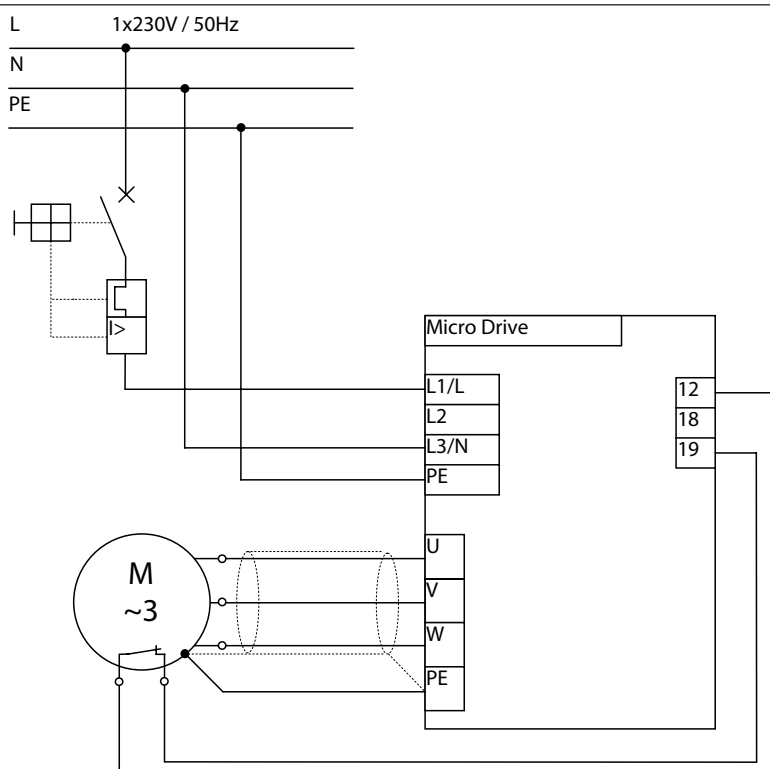 L 1x230V / 50Hz
N
PE
I>
Micro Drive
L1/L
12
L2
18
L3/N
19
PE
U
M
V
~3
W
PE